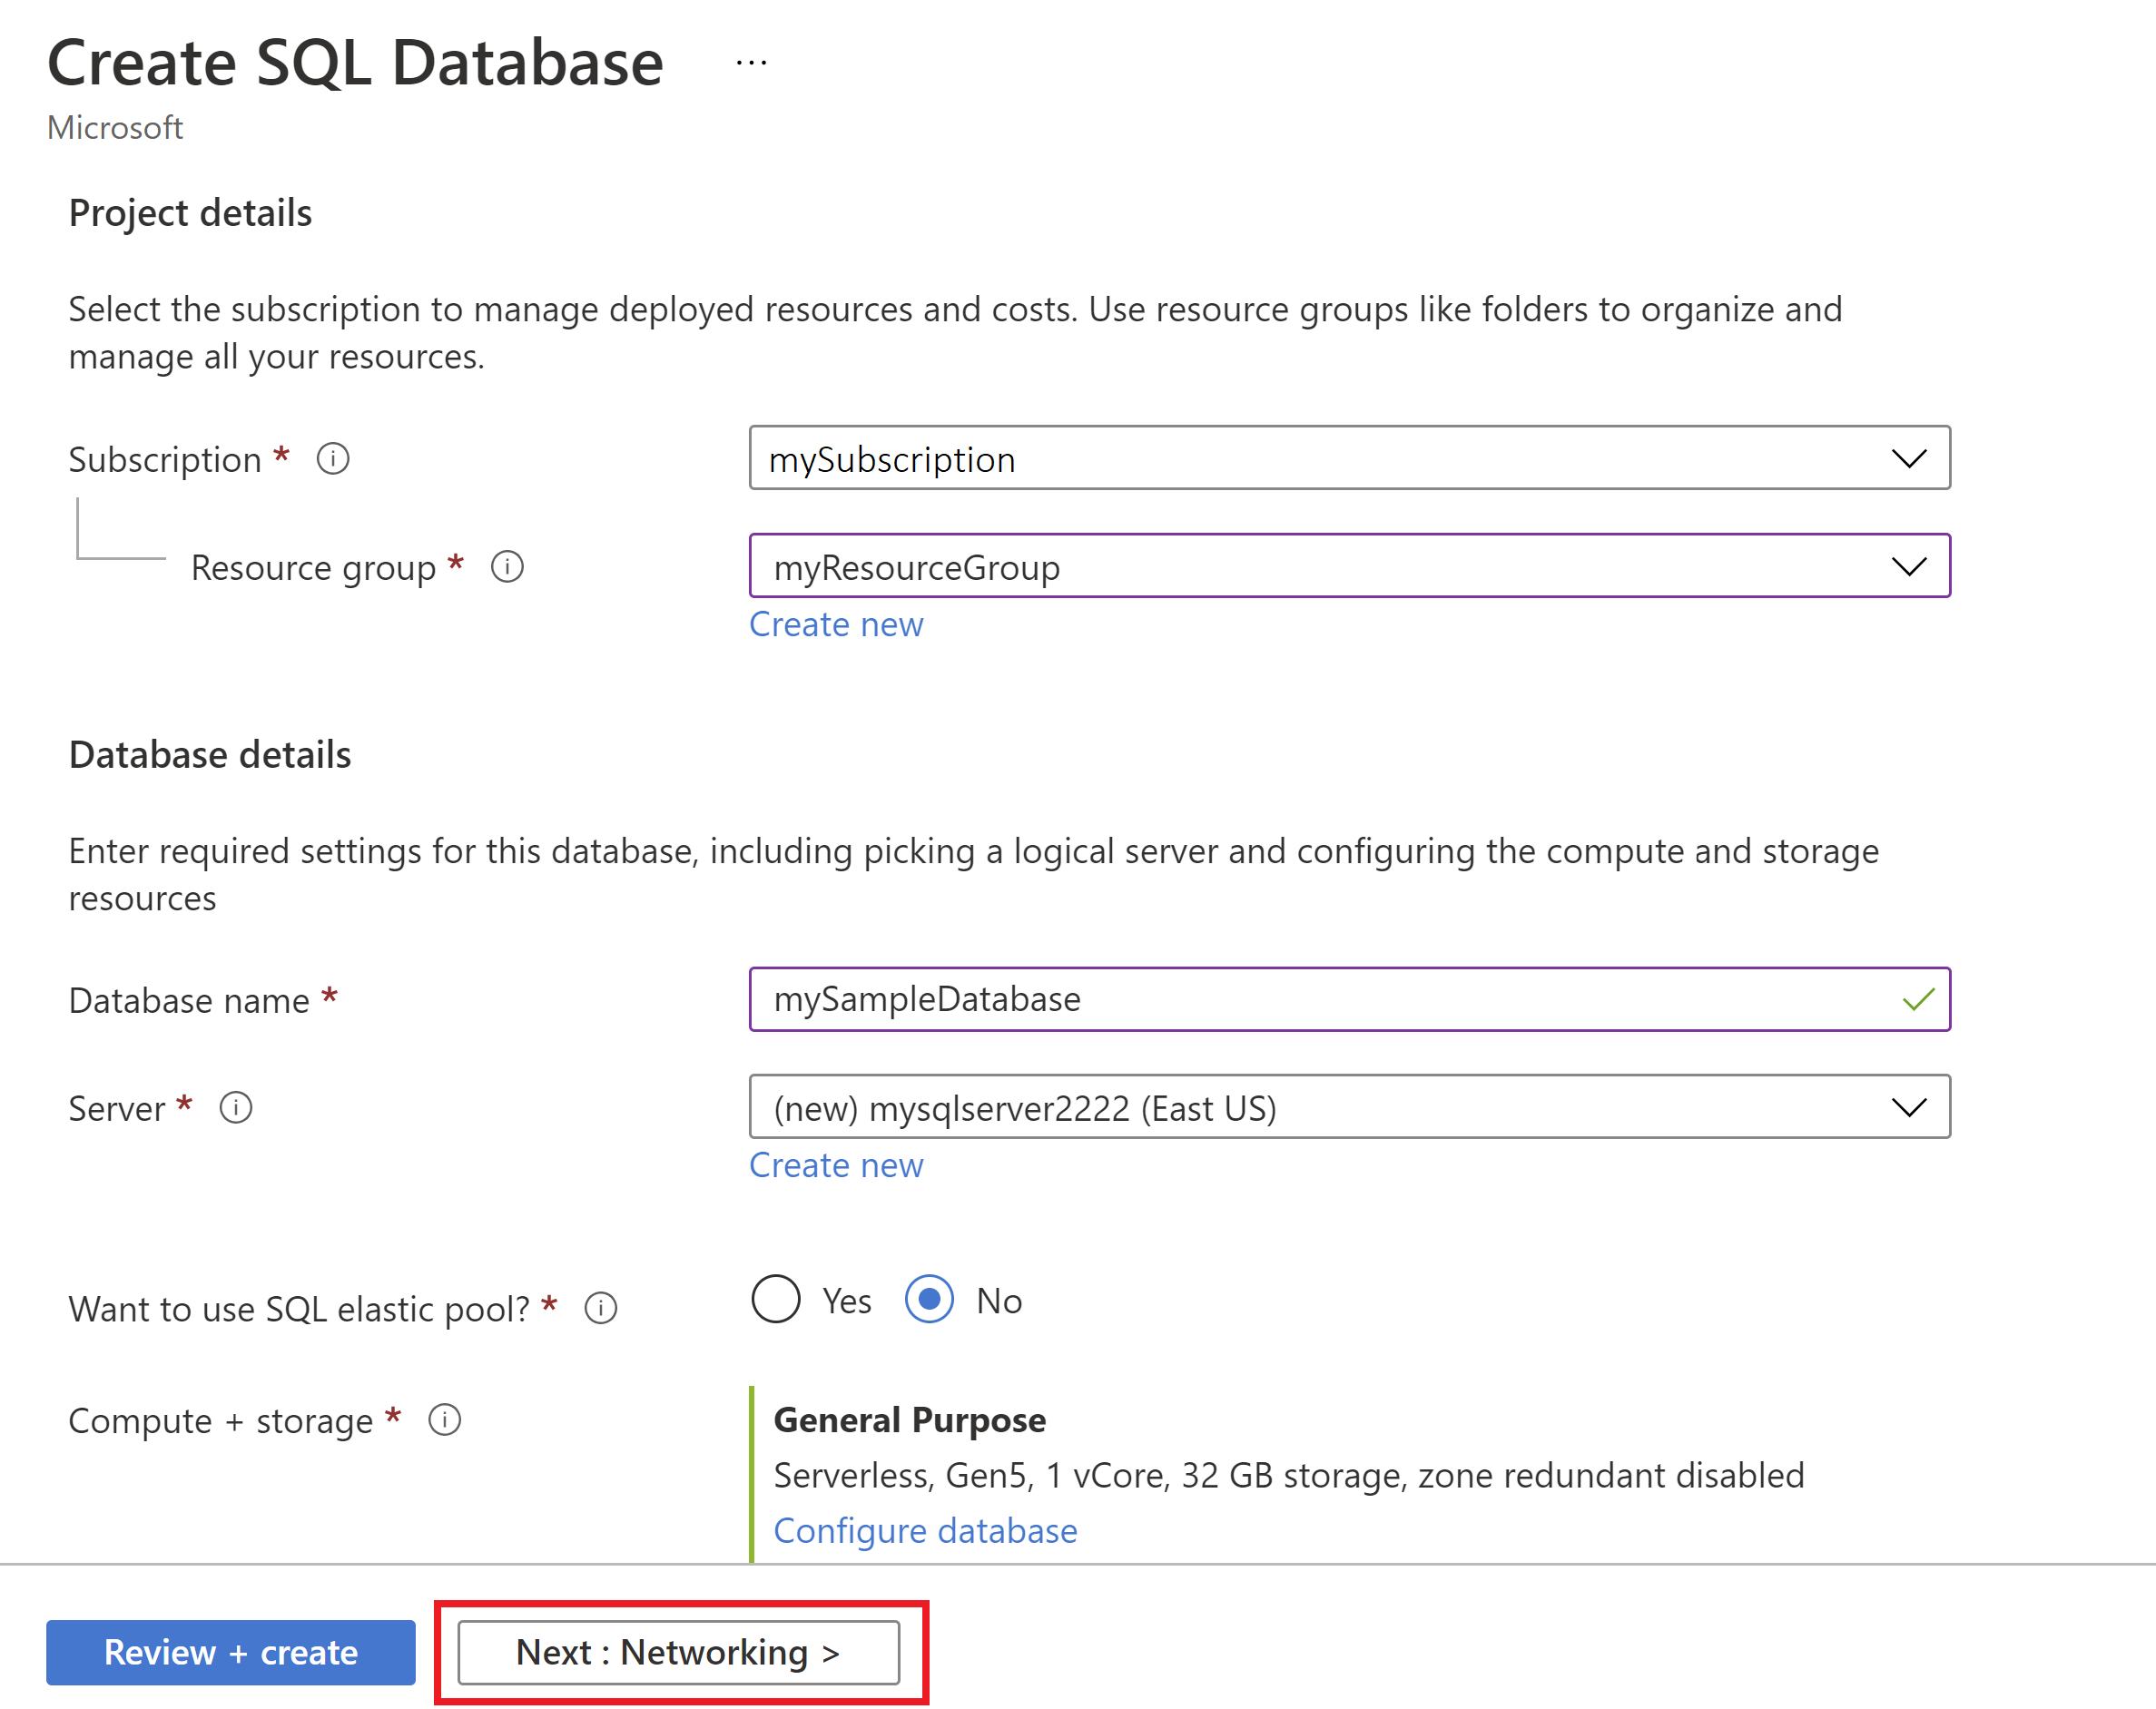 Create SQL Database ...
Microsoft
Project details
Select the subscription to manage deployed resources and costs. Use resource groups like folders to organize and
manage all your resources.
Subscription * mySubscription
Resource group * myResourceGroup
Create new
Database details
Enter required settings for this database, including picking a logical server and configuring the compute and storage
resources
Database name * mySampleDatabase
Server * (new) mysqlserver2222 (East US)
Create new
Want to use SQL elastic pool? * Yes No
Compute + storage * General Purpose
Serverless, Gen5, 1 vCore, 32 GB storage, zone redundant disabled
Configure database
Review + create Next : Networking >